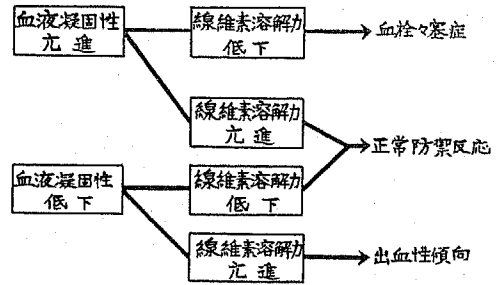 血液凝固性
亢進
線維素溶解力
低下
血栓々塞症
線維素溶解力
亢進
正常防禦反応
血液凝固性
低下
線維素溶解力
低下
線維素溶解力
亢進
出血性傾向